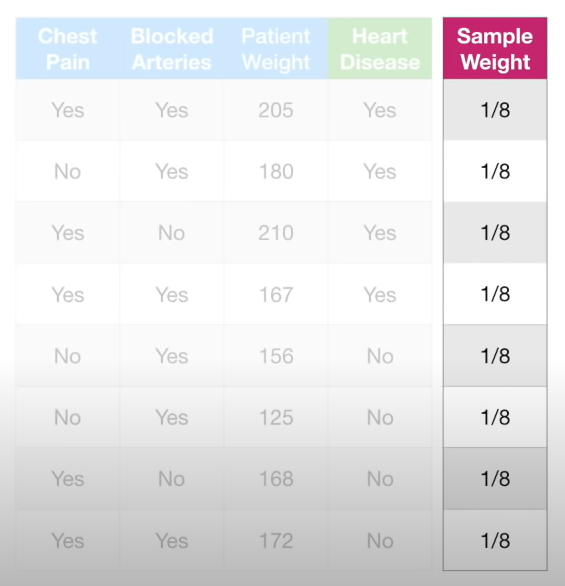 Chest Pain Blocked Arteries Patient Weight Heart Disease Sample Weight
Yes Yes 205 Yes 1/8
No Yes 180 Yes 1/8
Yes No 210 Yes 1/8
Yes Yes 167 Yes 1/8
No Yes 156 No 1/8
No Yes 125 No 1/8
Yes No 168 No 1/8
Yes Yes 172 No 1/8